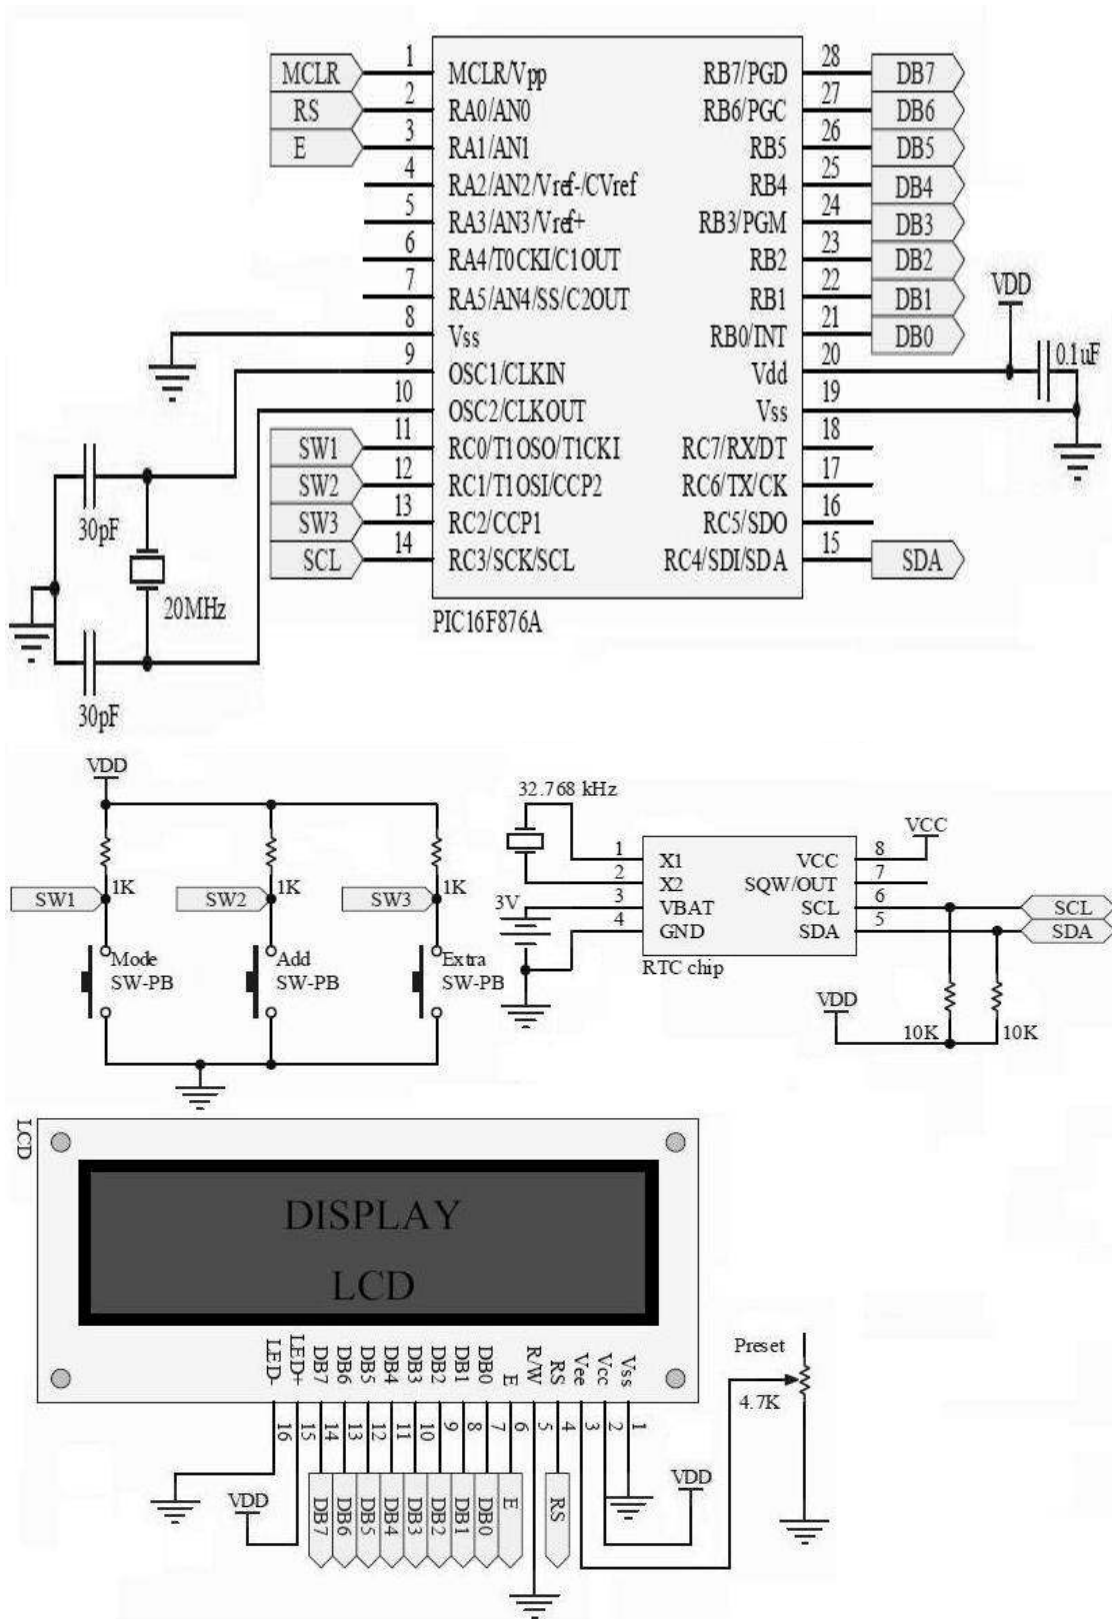 MCLR 1 MCLR/Vpp RB7/PGD 28 DB7
RS 2 RA0/AN0 RB6/PGC 27 DB6
E 3 RA1/AN1 RB5 26 DB5
4 RA2/AN2/Vref-/CVref RB4 25 DB4
5 RA3/AN3/Vref+ RB3/PGM 24 DB3
6 RA4/T0CKI/C1OUT RB2 23 DB2
7 RA5/AN4/SS/C2OUT RB1 22 DB1
VDD
8 Vss RB0/INT 21 DB0
9 OSC1/CLKIN Vdd 20 0.1uF
10 OSC2/CLKOUT Vss 19
SW1 11 RC0/T1OSO/T1CKI RC7/RX/DT 18
SW2 12 RC1/T1OSI/CCP2 RC6/TX/CK 17
SW3 13 RC2/CCP1 RC5/SDO 16
SCL 14 RC3/SCK/SCL RC4/SDI/SDA 15 SDA
PIC16F876A
30pF
20MHz
30pF
VDD
1K 1K 1K
SW1 SW2 SW3
Mode
SW-PB
Add
SW-PB
Extra
SW-PB
32.768 kHz
VCC
1 X1 VCC 8
2 X2 SQW/OUT 7
3V 3 VBAT SCL 6 SCL
4 GND SDA 5 SDA
RTC chip
VDD
10K 10K
LCD
DISPLAY
LCD
LED- LED+ DB7 DB6 DB5 DB4 DB3 DB2 DB1 DB0 E R/W RS Vee Vcc Vss
16 15 14 13 12 11 10 9 8 7 6 5 4 3 2 1
Preset
4.7K
VDD
DB7 DB6 DB5 DB4 DB3 DB2 DB1 DB0 E RS
VDD